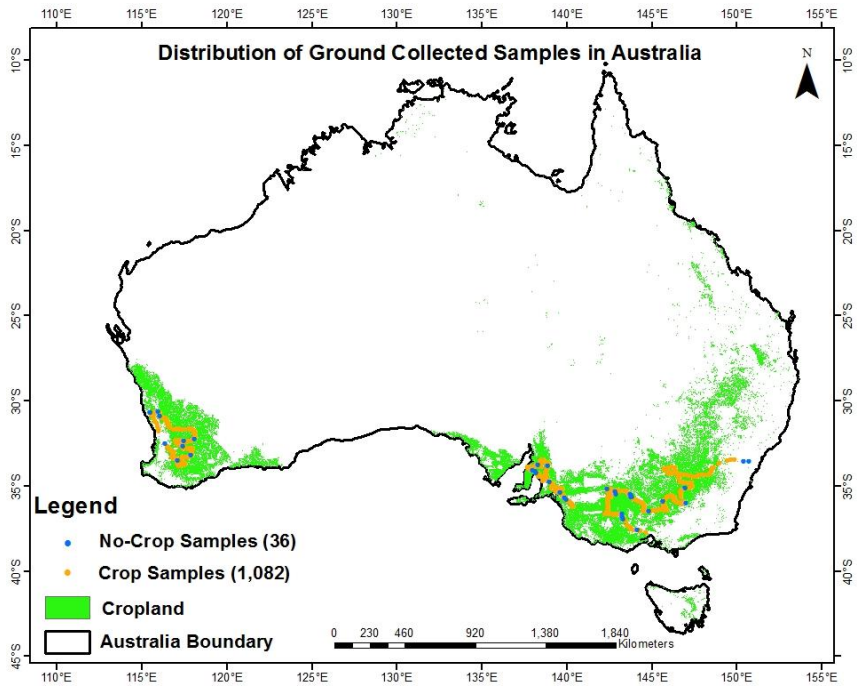 110°E 115°E 120°E 125°E 130°E 135°E 140°E 145°E 150°E 155°E
Distribution of Ground Collected Samples in Australia
N
10°S 10°S
15°S 15°S
20°S 20°S
25°S 25°S
30°S 30°S
35°S 35°S
Legend
No-Crop Samples (36)
Crop Samples (1,082)
40°S 40°S
Cropland
Australia Boundary
0 230 460 920 1,380 1,840
Kilometers
45°S 45°S
110°E 115°E 120°E 125°E 130°E 135°E 140°E 145°E 150°E 155°E